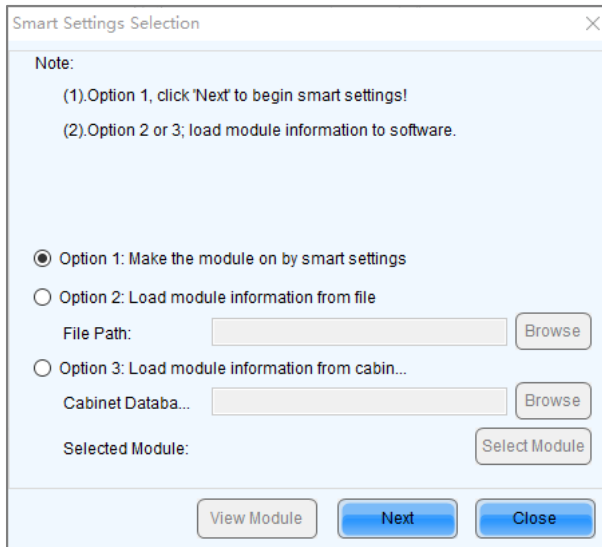 Smart Settings Selection
Note:
(1).Option 1, click 'Next' to begin smart settings!
(2).Option 2 or 3; load module information to software.
Option 1: Make the module on by smart settings
Option 2: Load module information from file
File Path:
Browse
Option 3: Load module information from cabin...
Cabinet Databa...
Browse
Selected Module:
Select Module
View Module
Next
Close